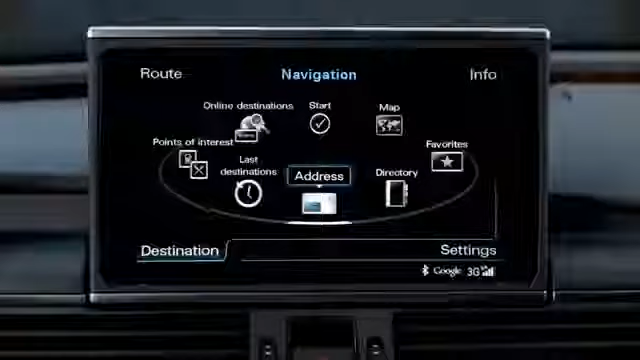 Route
Navigation
Info
Online destinations
Start
Map
Points of interest
Favorites
Last
destinations
Address
Directory
Destination
Settings
Google 3G